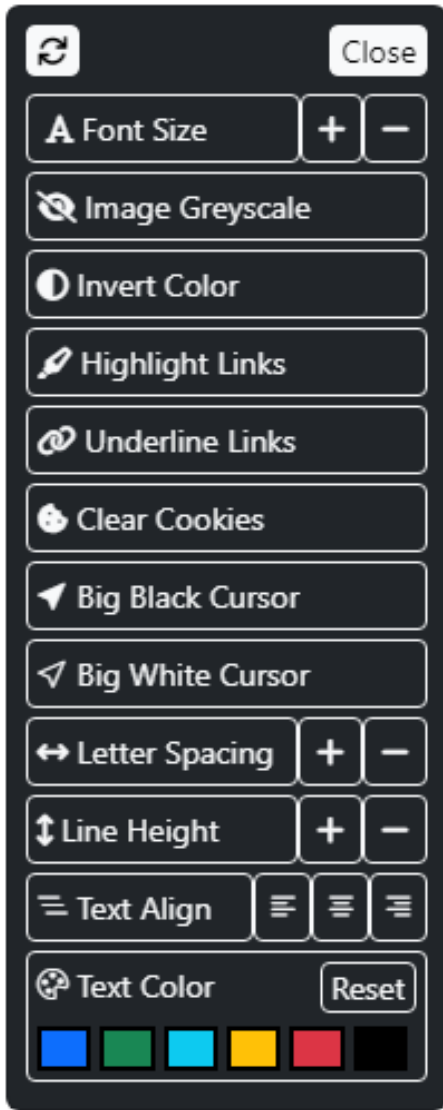 Close
Font Size + −
Image Greyscale
Invert Color
Highlight Links
Underline Links
Clear Cookies
Big Black Cursor
Big White Cursor
Letter Spacing + −
Line Height + −
Text Align
Text Color Reset